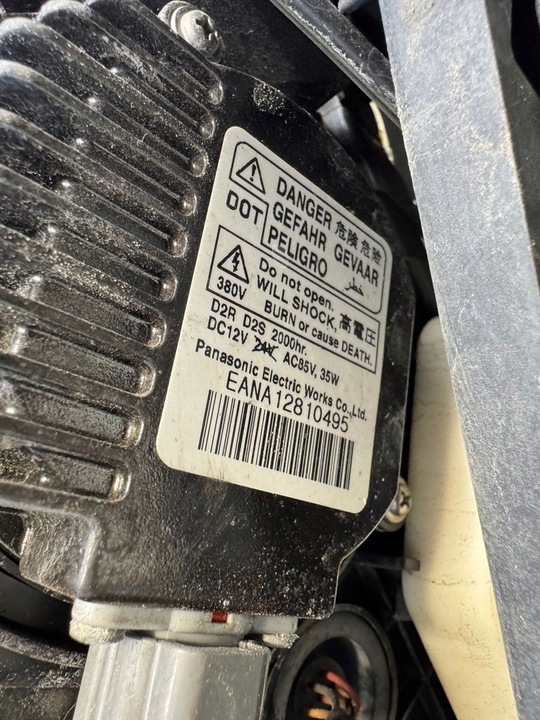 DANGER 危険 危險
DOT GEFAHR GEVAAR
PELIGRO خطر
Do not open.
380V WILL SHOCK, 高電圧
BURN or cause DEATH.
D2R D2S 2000hr.
DC12V 24V AC85V, 35W
Panasonic Electric Works Co.,Ltd.
EANA12810495